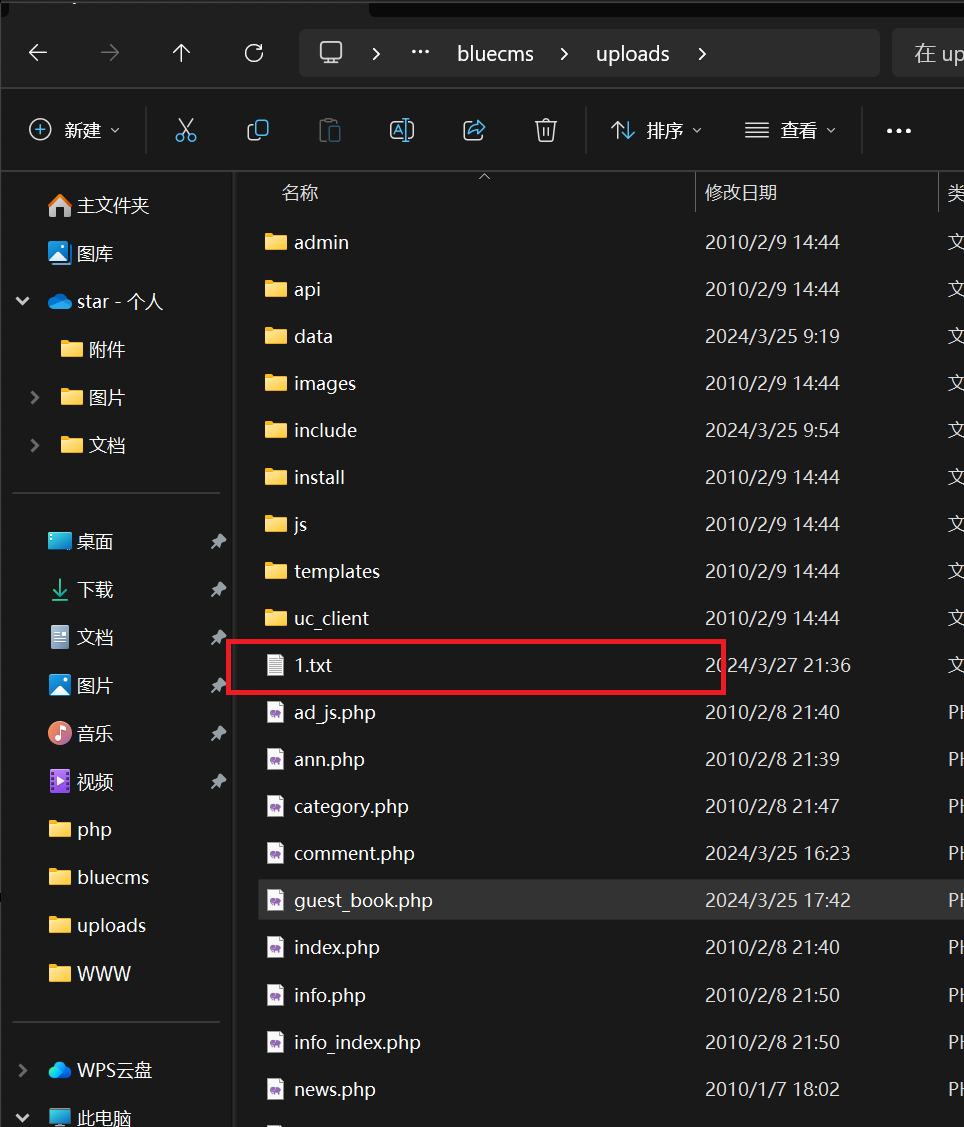 ··· bluecms uploads 在 up
新建 排序 查看 ···
名称 修改日期 类
主文件夹
图库
star - 个人
附件
图片
文档
桌面
下载
文档
图片
音乐
视频
php
bluecms
uploads
WWW
WPS云盘
此电脑
admin 2010/2/9 14:44 文
api 2010/2/9 14:44 文
data 2024/3/25 9:19 文
images 2010/2/9 14:44 文
include 2024/3/25 9:54 文
install 2010/2/9 14:44 文
js 2010/2/9 14:44 文
templates 2010/2/9 14:44 文
uc_client 2010/2/9 14:44 文
1.txt 2024/3/27 21:36 文
ad_js.php 2010/2/8 21:40 PH
ann.php 2010/2/8 21:39 PH
category.php 2010/2/8 21:47 PH
comment.php 2024/3/25 16:23 PH
guest_book.php 2024/3/25 17:42 PH
index.php 2010/2/8 21:40 PH
info.php 2010/2/8 21:50 PH
info_index.php 2010/2/8 21:50 PH
news.php 2010/1/7 18:02 PH